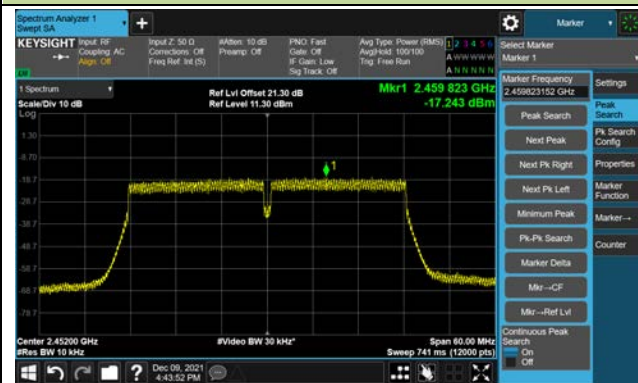 Spectrum Analyzer 1
Swept SA
Marker
KEYSIGHT
Input: RF
Coupling: AC
Align: Off
Input Z: 50 Ω
Corrections: Off
Freq Ref: Int (S)
#Atten: 10 dB
Preamp: Off
PNO: Fast
Gate: Off
IF Gain: Low
Sig Track: Off
Avg Type: Power (RMS)
Avg|Hold: 100/100
Trig: Free Run
1 2 3 4 5 6
A W W W W W
A N N N N N
Select Marker
Marker 1
1 Spectrum
Scale/Div 10 dB
Log
Ref Lvl Offset 21.30 dB
Ref Level 11.30 dBm
Mkr1 2.459 823 GHz
-17.243 dBm
1.30
-8.70
-18.7
-28.7
-38.7
-48.7
-58.7
-68.7
-78.7
1
Center 2.45200 GHz
#Res BW 10 kHz
#Video BW 30 kHz*
Span 60.00 MHz
Sweep 741 ms (12000 pts)
Marker Frequency
2.459823152 GHz
Peak Search
Next Peak
Next Pk Right
Next Pk Left
Minimum Peak
Pk-Pk Search
Marker Delta
Mkr→CF
Mkr→Ref Lvl
Continuous Peak
Search
On
Off
Settings
Peak
Search
Pk Search
Config
Properties
Marker
Function
Marker→
Counter
Dec 09, 2021
4:43:52 PM